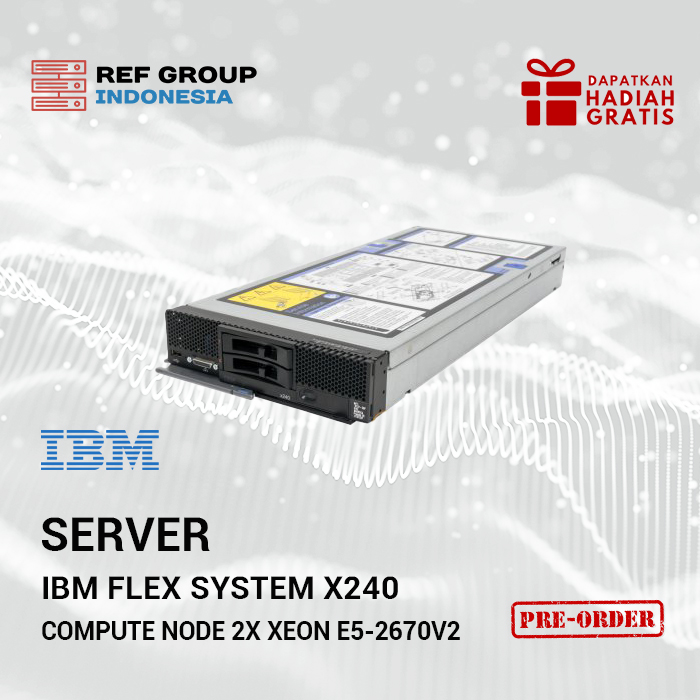 REF GROUP
INDONESIA
DAPATKAN
HADIAH
GRATIS
x240
IBM
SERVER
IBM FLEX SYSTEM X240
COMPUTE NODE 2X XEON E5-2670V2
PRE-ORDER